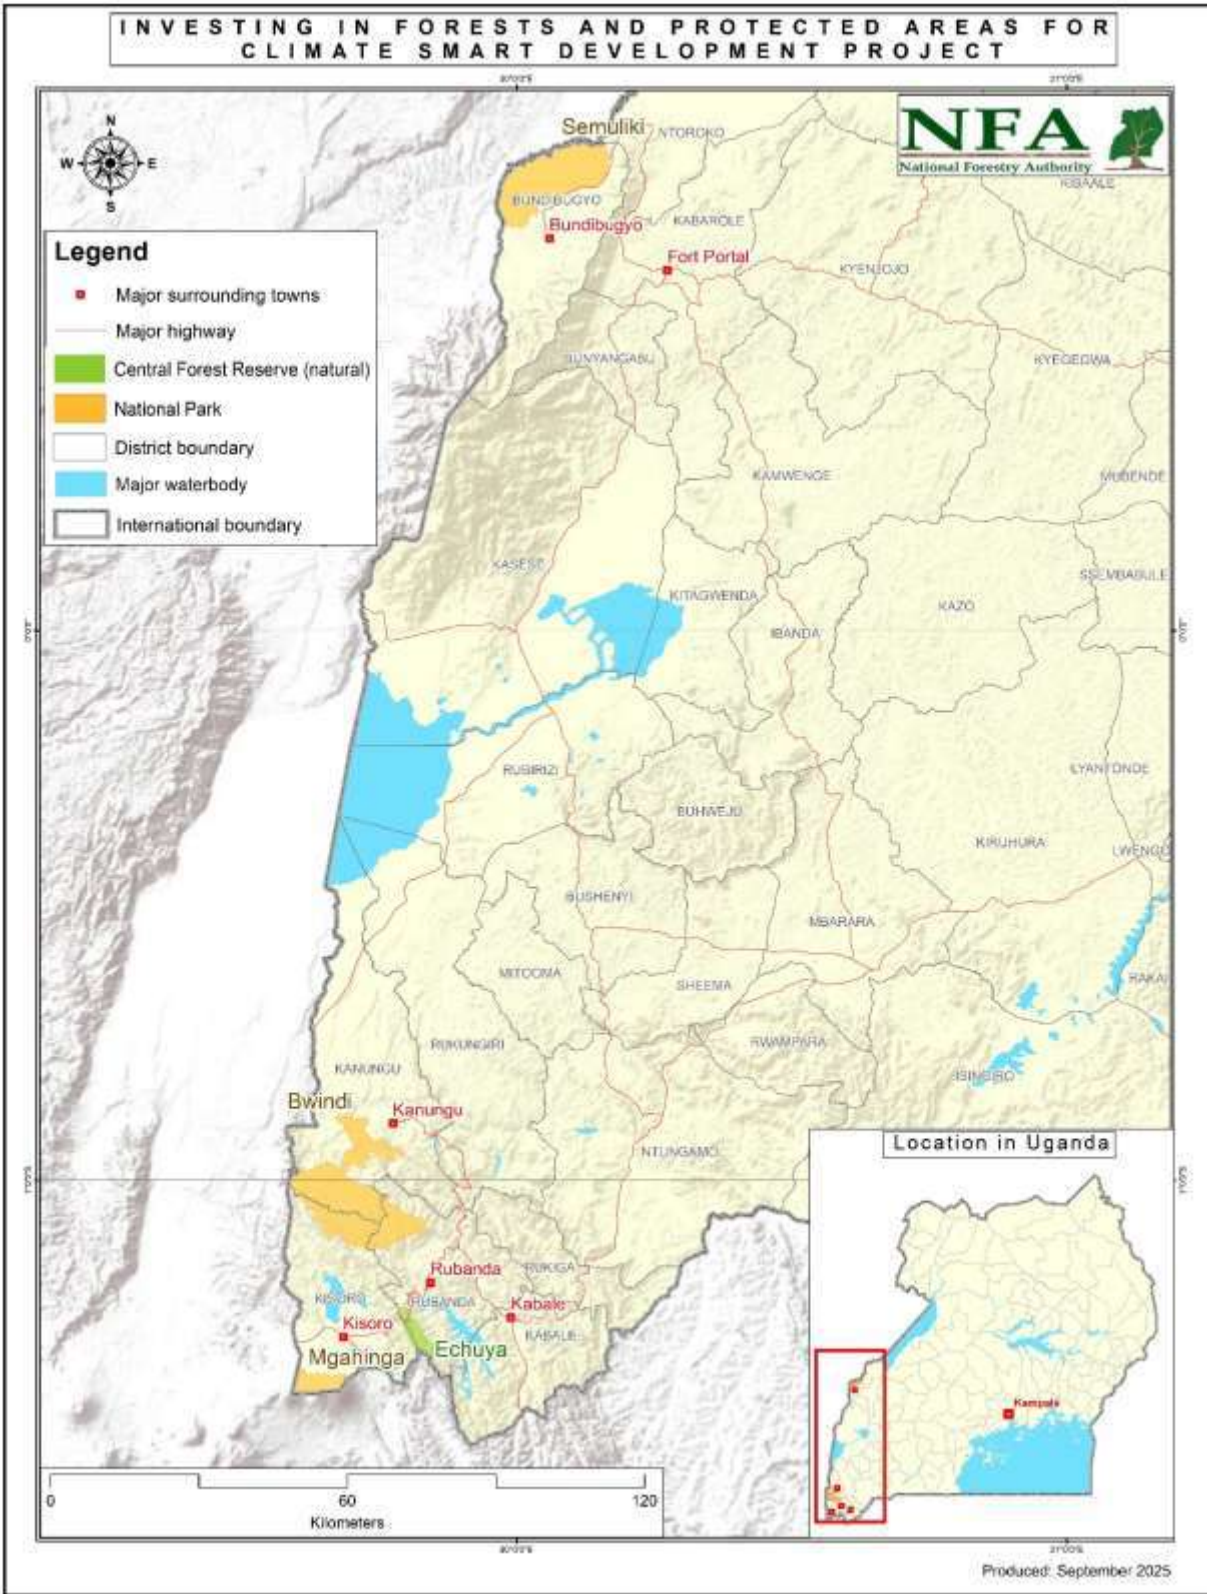 INVESTING IN FORESTS AND PROTECTED AREAS FOR
CLIMATE SMART DEVELOPMENT PROJECT
NFA
National Forestry Authority
N
W
E
S
Legend
Major surrounding towns
Major highway
Central Forest Reserve (natural)
National Park
District boundary
Major waterbody
International boundary
Semuliki
NTOROKO
KIBAALE
BUNDIBUGYO
Bundibugyo
KABAROLE
Fort Portal
KYENJOJO
BUNYANGABU
KYEGEGWA
KAMWENGE
MUBENDE
KASESE
KITAGWENDA
SSEMBABULE
KAZO
IBANDA
RUBIRIZI
LYANTONDE
BUHWEJU
KIRUHURA
LWENGO
BUSHENYI
MBARARA
MITOOMA
SHEEMA
RAKAI
RUKUNGIRI
RWAMPARA
KANUNGU
ISINGIRO
Bwindi
Kanungu
NTUNGAMO
Rubanda
RUKIGA
KISORO
RUBANDA
Kabale
Kisoro
KABALE
Mgahinga
Echuya
Location in Uganda
Kampala
0
60
120
Kilometers
Produced: September 2025